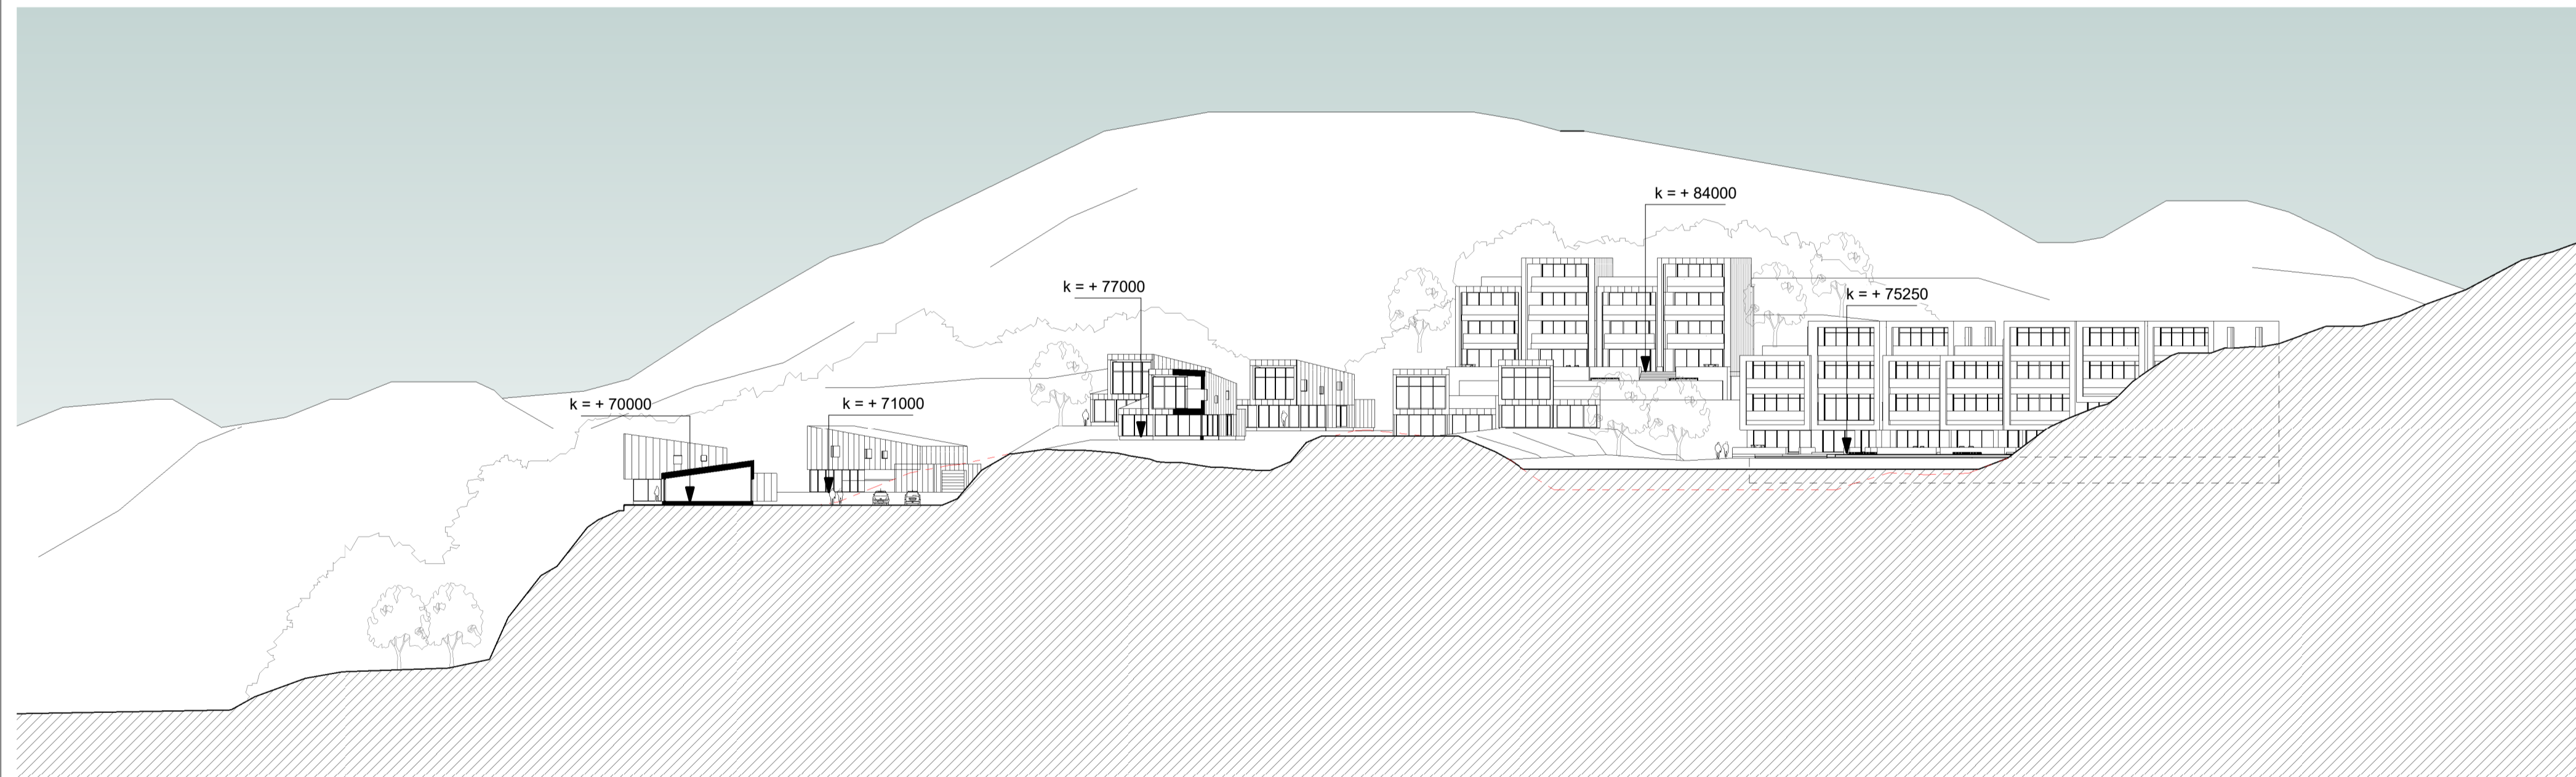 k = + 84000
k = + 77000
k = + 75250
k = + 70000
k = + 71000